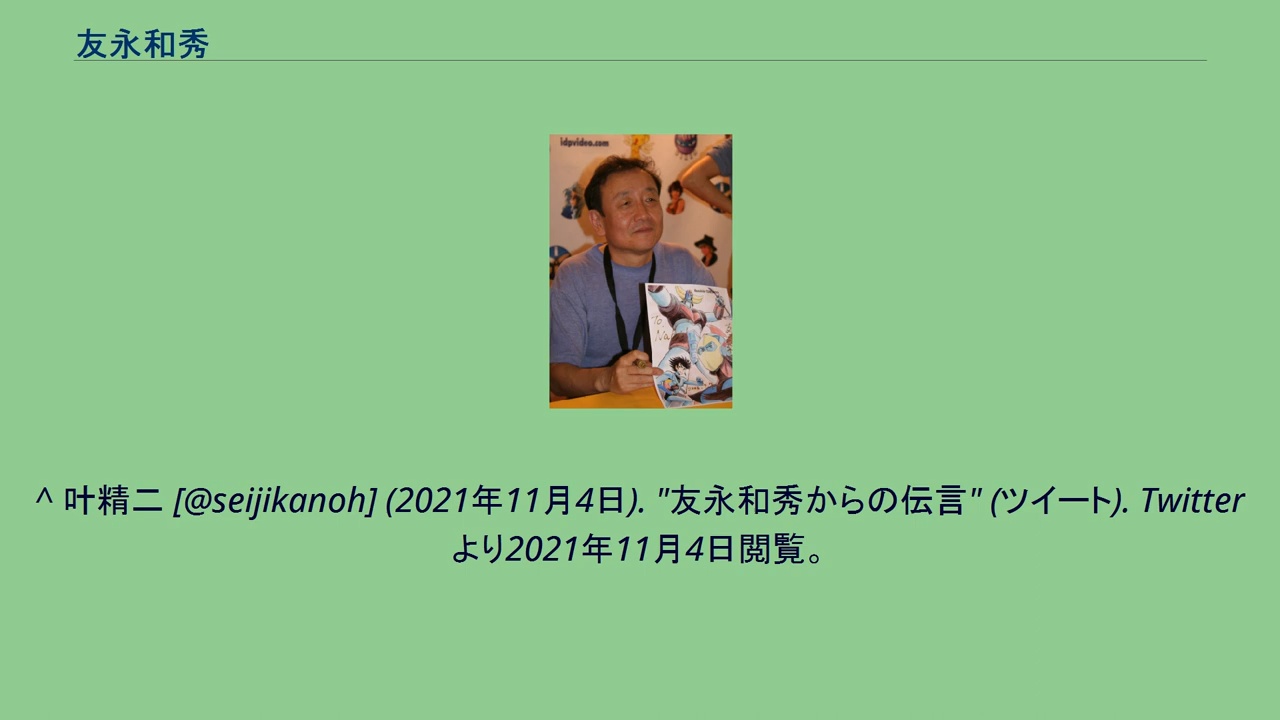 友永和秀
idpvideo.com
To
Na
^ 叶精二 [@seijikanoh] (2021年11月4日). "友永和秀からの伝言" (ツイート). Twitter
より2021年11月4日閲覧。